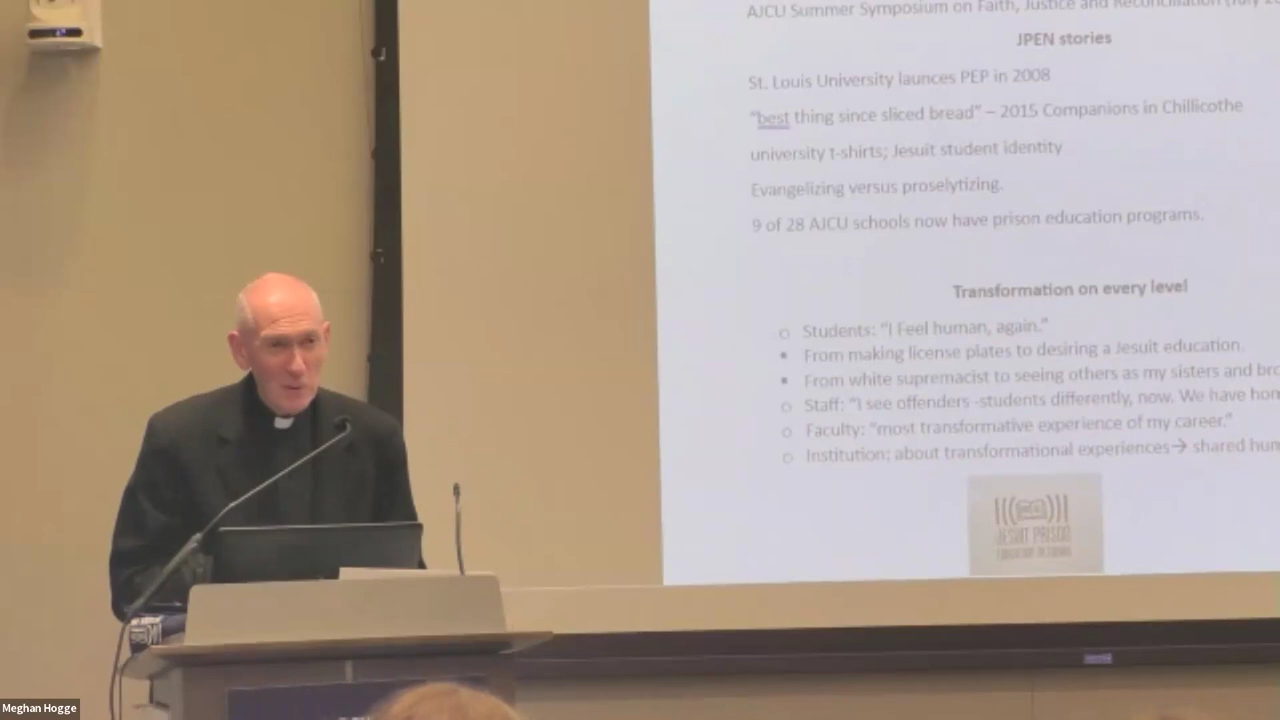 AJCU Summer Symposium on Faith, Justice and Reconciliation (July
JPEN stories
St. Louis University launces PEP in 2008
"best thing since sliced bread" – 2015 Companions in Chillicothe
university t-shirts; Jesuit student identity
Evangelizing versus proselytizing.
9 of 28 AJCU schools now have prison education programs.
Transformation on every level
o Students: "I Feel human, again."
▪ From making license plates to desiring a Jesuit education.
▪ From white supremacist to seeing others as my sisters and
o Staff: "I see offenders -students differently, now. We have
o Faculty: "most transformative experience of my career."
o Institution: about transformational experiences→ shared
JESUIT PRISON
Meghan Hogge